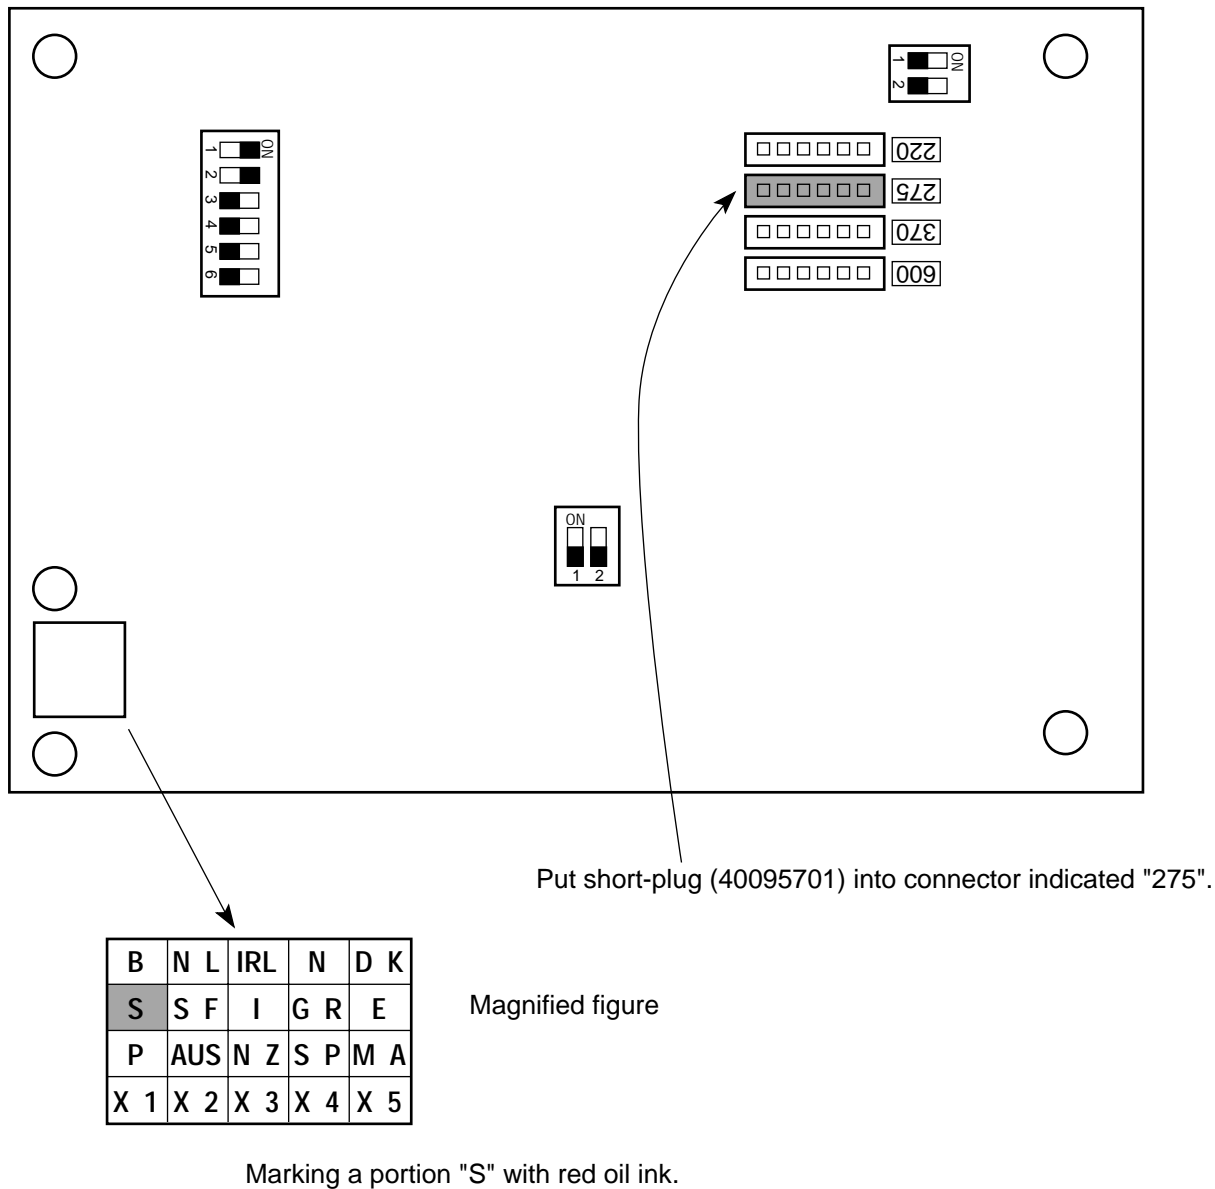 1 ON
2
ON
1
2
3
4
5
6
220
275
370
600
ON
1 2
Put short-plug (40095701) into connector indicated "275".
B N L IRL N D K
S S F I G R E
P AUS N Z S P M A
X 1 X 2 X 3 X 4 X 5
Magnified figure
Marking a portion "S" with red oil ink.